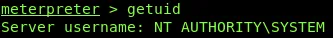 meterpreter > getuid
Server username: NT AUTHORITY\SYSTEM